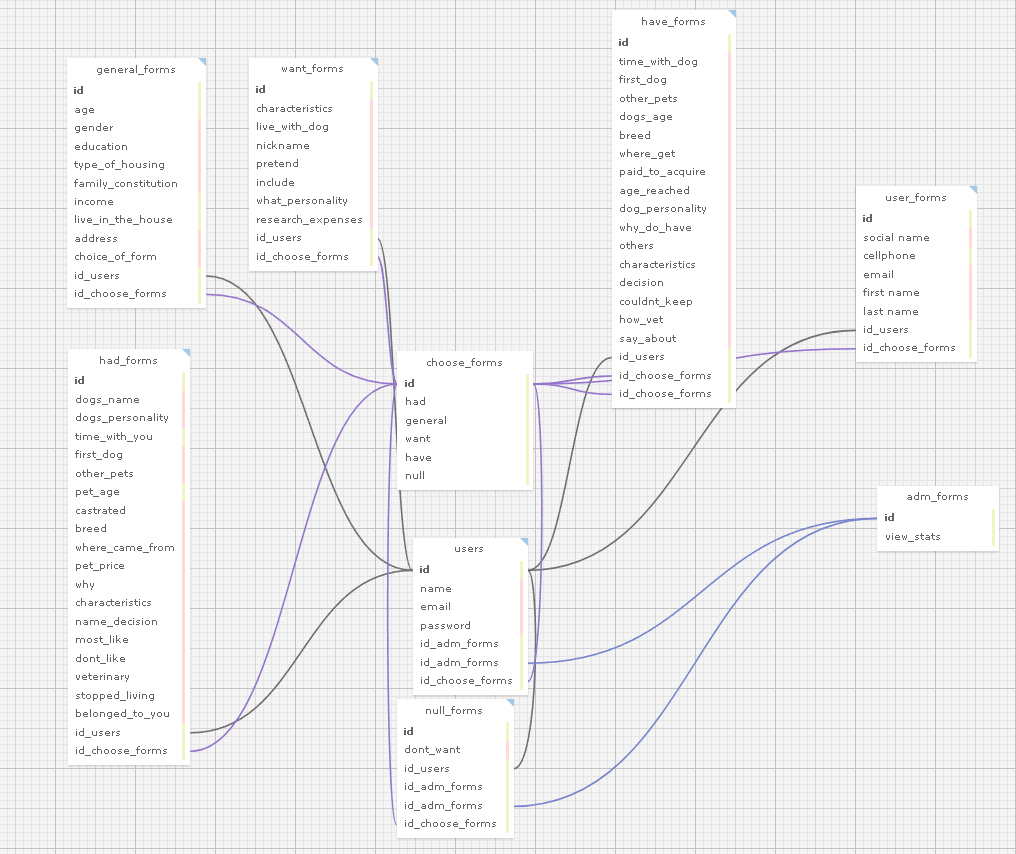 general_forms
id
age
gender
education
type_of_housing
family_constitution
income
live_in_the_house
address
choice_of_form
id_users
id_choose_forms
want_forms
id
characteristics
live_with_dog
nickname
pretend
include
what_personality
research_expenses
id_users
id_choose_forms
have_forms
id
time_with_dog
first_dog
other_pets
dogs_age
breed
where_get
paid_to_acquire
age_reached
dog_personality
why_do_have
others
characteristics
decision
couldnt_keep
how_vet
say_about
id_users
id_choose_forms
id_choose_forms
user_forms
id
social name
cellphone
email
first name
last name
id_users
id_choose_forms
had_forms
id
dogs_name
dogs_personality
time_with_you
first_dog
other_pets
pet_age
castrated
breed
where_came_from
pet_price
why
characteristics
name_decision
most_like
dont_like
veterinary
stopped_living
belonged_to_you
id_users
id_choose_forms
choose_forms
id
had
general
want
have
null
users
id
name
email
password
id_adm_forms
id_adm_forms
id_choose_forms
adm_forms
id
view_stats
null_forms
id
dont_want
id_users
id_adm_forms
id_adm_forms
id_choose_forms